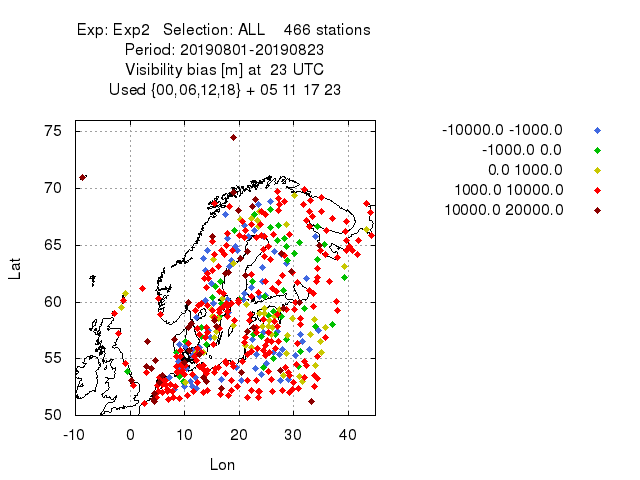 Exp: Exp2 Selection: ALL 466 stations
Period: 20190801-20190823
Visibility bias [m] at 23 UTC
Used {00,06,12,18} + 05 11 17 23
-10000.0 -1000.0
-1000.0 0.0
0.0 1000.0
1000.0 10000.0
10000.0 20000.0
Lat
75
70
65
60
55
50
-10 0 10 20 30 40
Lon